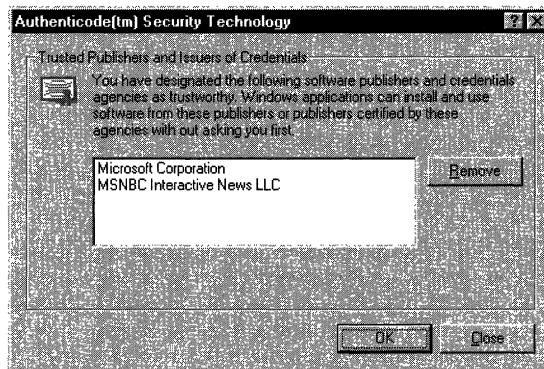 Authenticode(tm) Security Technology
Trusted Publishers and Issuers of Credentials
You have designated the following software publishers and credentials
agencies as trustworthy. Windows applications can install and use
software from these publishers or publishers certified by these
agencies with out asking you first.
Microsoft Corporation
MSNBC Interactive News LLC
Remove
OK
Close